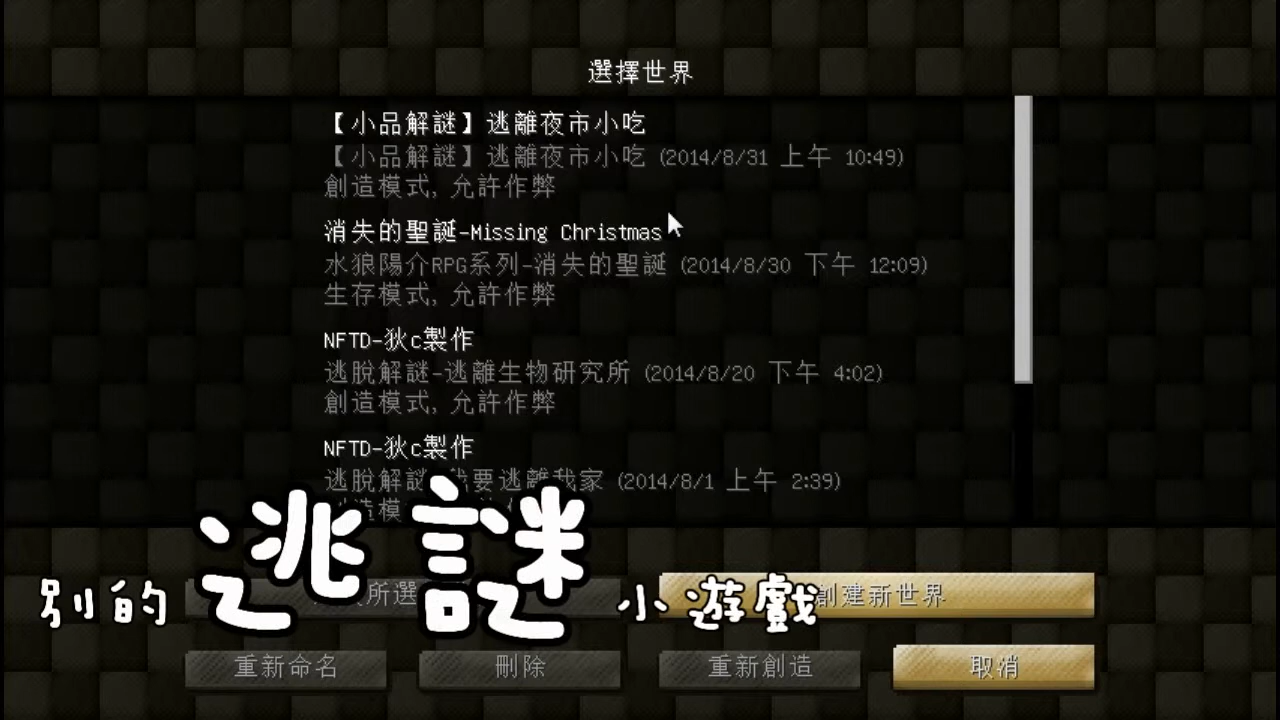 選擇世界
【小品解謎】逃離夜市小吃
【小品解謎】逃離夜市小吃 (2014/8/31 上午 10:49)
創造模式, 允許作弊
消失的聖誕-Missing Christmas
水狼陽介RPG系列-消失的聖誕 (2014/8/30 下午 12:09)
生存模式, 允許作弊
NFTD-狄c製作
逃脫解謎-逃離生物研究所 (2014/8/20 下午 4:02)
創造模式, 允許作弊
NFTD-狄c製作
逃脫解謎-我要逃離我家 (2014/8/1 上午 2:39)
造模
別的逃謎小遊戲
所選
創建新世界
重新命名
刪除
重新創造
取消